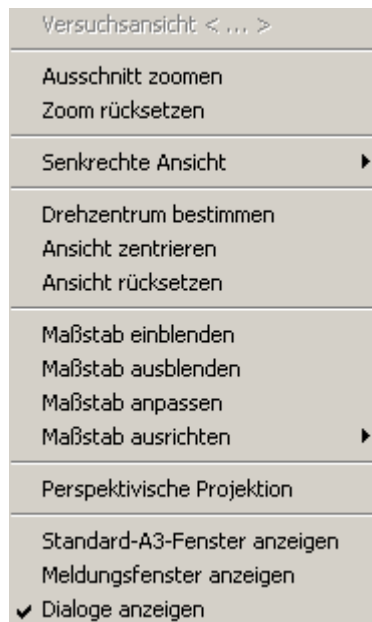 Versuchsansicht < ... >
Ausschnitt zoomen
Zoom rücksetzen
Senkrechte Ansicht
Drehzentrum bestimmen
Ansicht zentrieren
Ansicht rücksetzen
Maßstab einblenden
Maßstab ausblenden
Maßstab anpassen
Maßstab ausrichten
Perspektivische Projektion
Standard-A3-Fenster anzeigen
Meldungsfenster anzeigen
Dialoge anzeigen